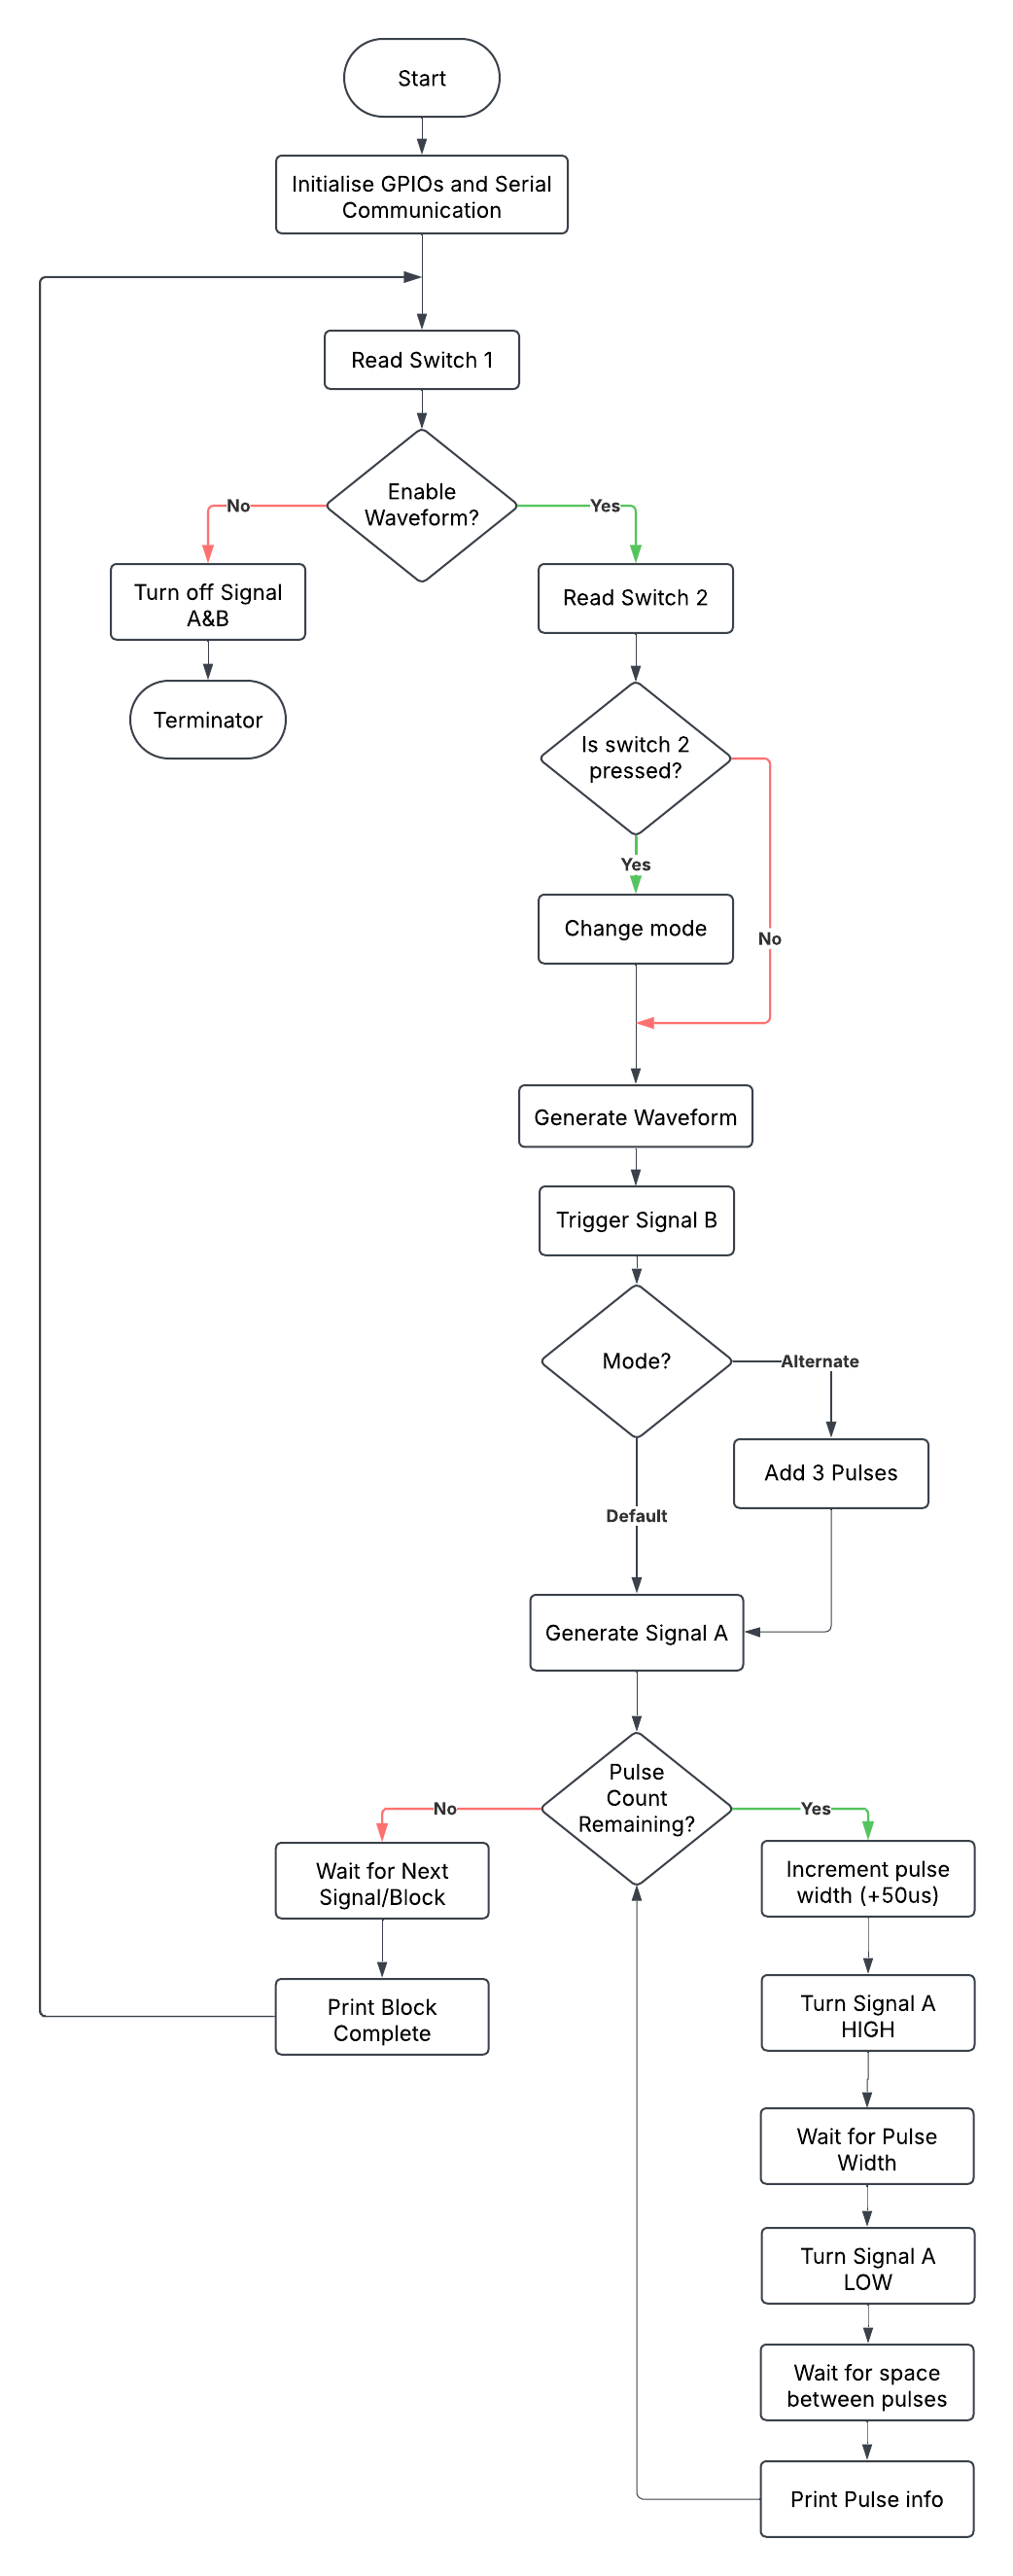 Start
Initialise GPIOs and Serial
Communication
Read Switch 1
Enable
Waveform?
No
Yes
Turn off Signal
A&B
Read Switch 2
Terminator
Is switch 2
pressed?
Yes
Change mode
No
Generate Waveform
Trigger Signal B
Mode?
Alternate
Add 3 Pulses
Default
Generate Signal A
Pulse
Count
Remaining?
No
Yes
Wait for Next
Signal/Block
Increment pulse
width (+50us)
Print Block
Complete
Turn Signal A
HIGH
Wait for Pulse
Width
Turn Signal A
LOW
Wait for space
between pulses
Print Pulse info